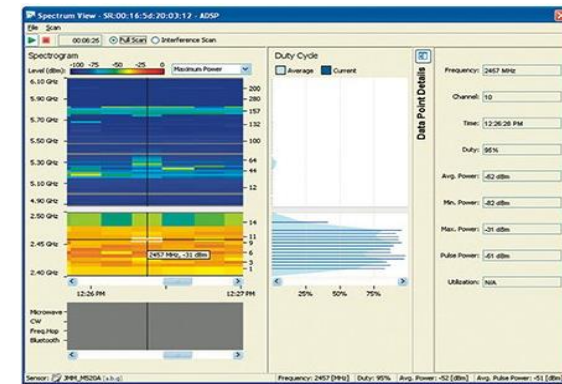 Spectrum View - SR:00:16:5d:20:03:12 - ADSP
File Scan
00:06:26 Full Scan Interference Scan
Spectrogram
Level (dBm): -100 -75 -50 -25 0 Maximum Power
6.10 GHz
5.90 GHz
5.70 GHz
5.50 GHz
5.30 GHz
5.10 GHz
4.90 GHz
200
280
157
132
100
64
44
12
2.50 GHz
2.45 GHz
2.40 GHz
14
11
9
6
3
1
2457 MHz, -31 dBm
12:26 PM 12:27 PM
Microwave
CW
Freq.Hop
Bluetooth
Duty Cycle
Average Current
25% 50% 75%
Data Point Details
Frequency: 2457 MHz
Channel: 10
Time: 12:26:28 PM
Duty: 95%
Avg. Power: -62 dBm
Min. Power: -82 dBm
Max. Power: -31 dBm
Pulse Power: -61 dBm
Utilization: N/A
Sensor: JMM_M520A (a.b.g) Frequency: 2457 [MHz] Duty: 95% Avg. Power: -52 [dBm] Avg. Pulse Power: -51 [dBm]